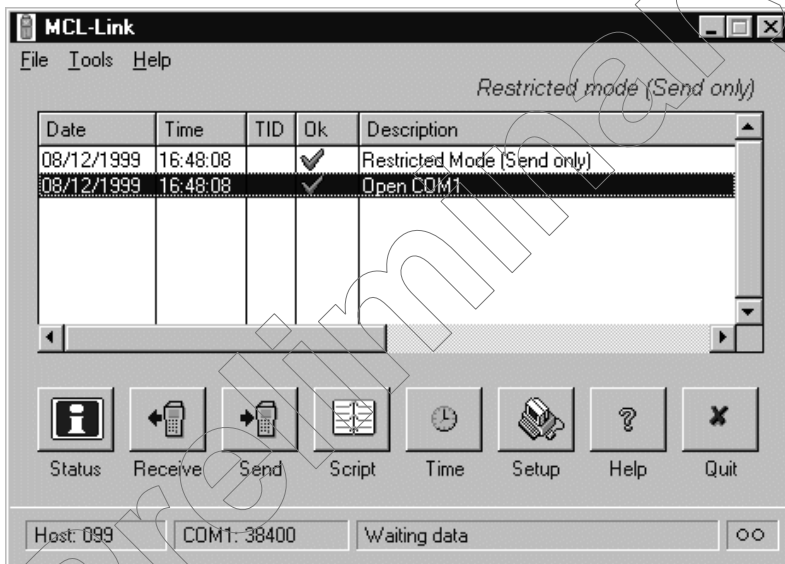 MCL-Link
File Tools Help
Restricted mode (Send only)
Date Time TID Ok Description
08/12/1999 16:48:08 Restricted Mode (Send only)
08/12/1999 16:48:08 Open COM1
Status Receive Send Script Time Setup Help Quit
Host: 099 COM1: 38400 Waiting data
Preliminar